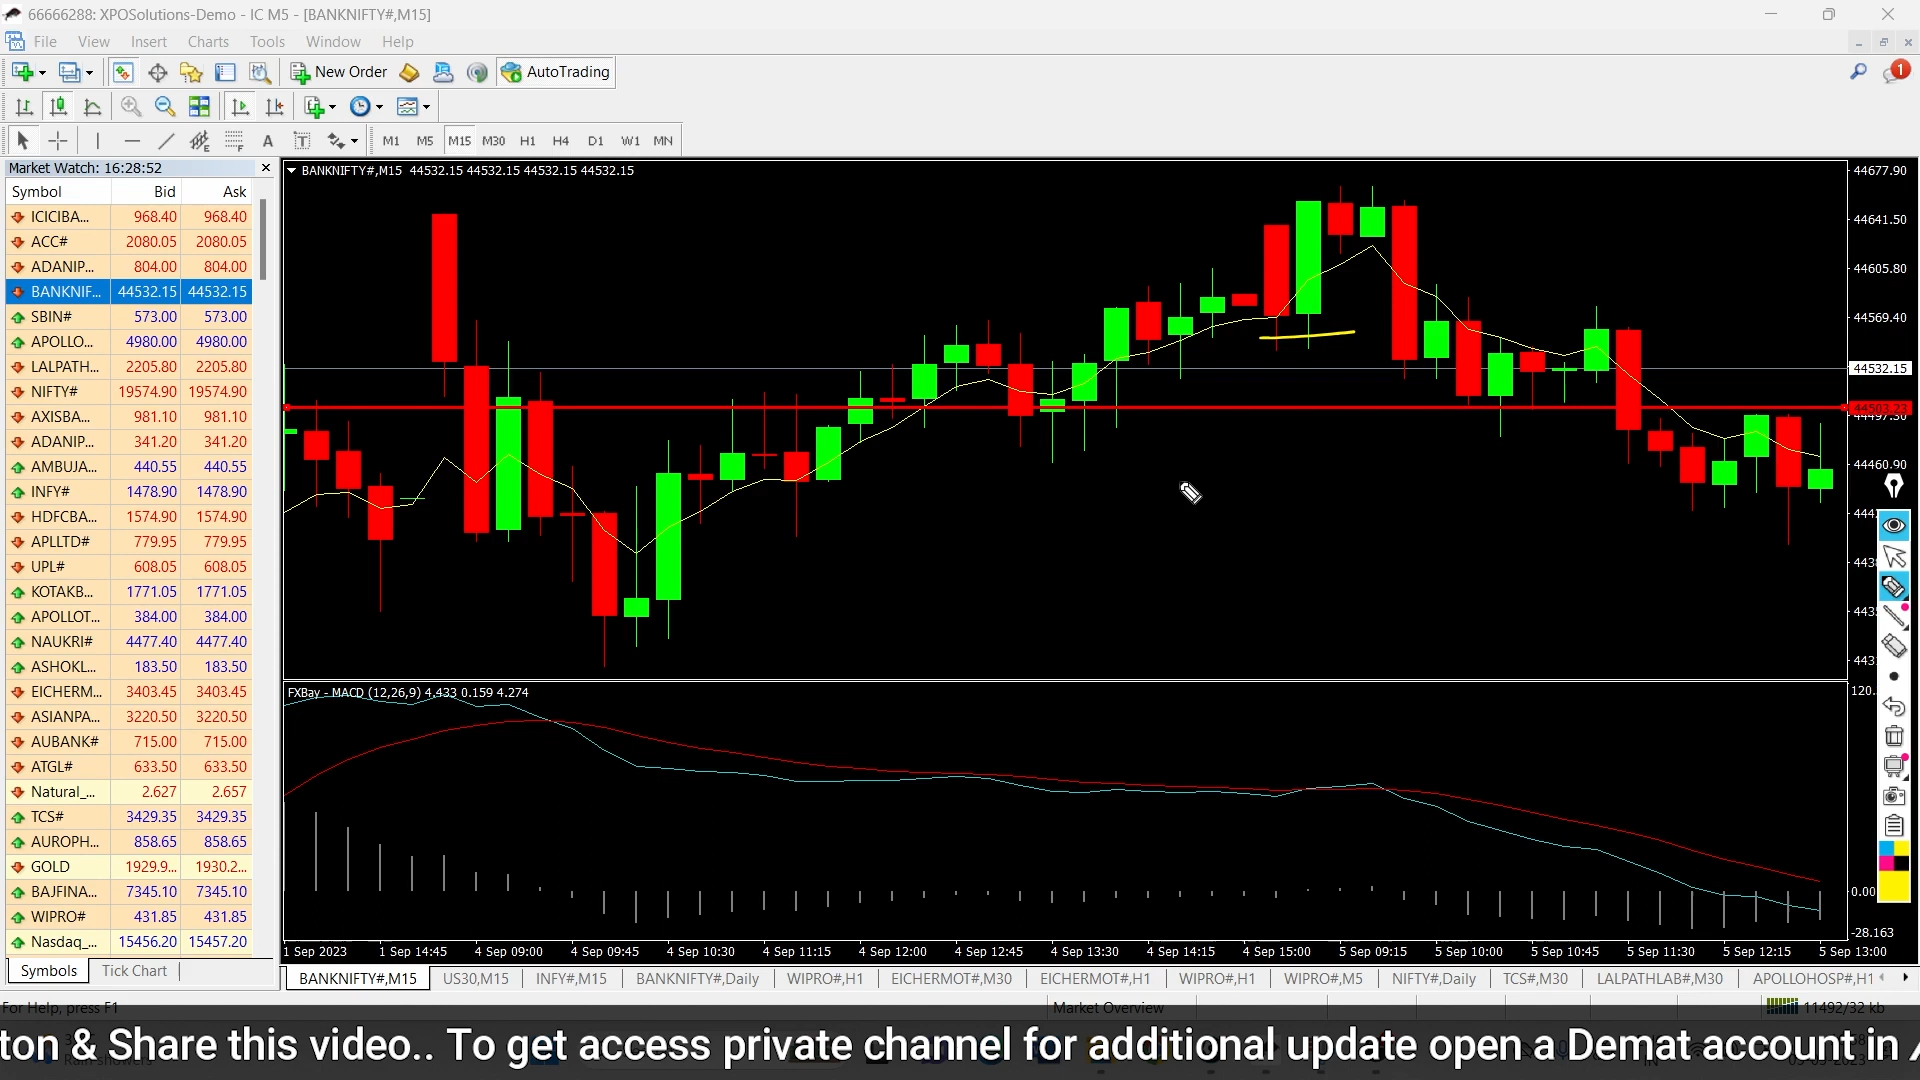 66666288: XPOSolutions-Demo - IC M5 - [BANKNIFTY#,M15]
File View Insert Charts Tools Window Help
New Order AutoTrading 1
A T
M1 M5 M15 M30 H1 H4 D1 W1 MN
Market Watch: 16:28:52
Symbol Bid Ask
ICICIBA... 968.40 968.40
ACC# 2080.05 2080.05
ADANIP... 804.00 804.00
BANKNIF... 44532.15 44532.15
SBIN# 573.00 573.00
APOLLO... 4980.00 4980.00
LALPATH... 2205.80 2205.80
NIFTY# 19574.90 19574.90
AXISBA... 981.10 981.10
ADANIP... 341.20 341.20
AMBUJA... 440.55 440.55
INFY# 1478.90 1478.90
HDFCBA... 1574.90 1574.90
APLLTD# 779.95 779.95
UPL# 608.05 608.05
KOTAKB... 1771.05 1771.05
APOLLOT... 384.00 384.00
NAUKRI# 4477.40 4477.40
ASHOKL... 183.50 183.50
EICHERM... 3403.45 3403.45
ASIANPA... 3220.50 3220.50
AUBANK# 715.00 715.00
ATGL# 633.50 633.50
Natural_... 2.627 2.657
TCS# 3429.35 3429.35
AUROPH... 858.65 858.65
GOLD 1929.9... 1930.2...
BAJFINA... 7345.10 7345.10
WIPRO# 431.85 431.85
Nasdaq_... 15456.20 15457.20
Symbols Tick Chart
BANKNIFTY#,M15 44532.15 44532.15 44532.15 44532.15
44677.90
44641.50
44605.80
44569.40
44532.15
44503.23
44460.90
FXBay - MACD (12,26,9) 4.433 0.159 4.274
120.
0.00
-28.163
1 Sep 2023 1 Sep 14:45 4 Sep 09:00 4 Sep 09:45 4 Sep 10:30 4 Sep 11:15 4 Sep 12:00 4 Sep 12:45 4 Sep 13:30 4 Sep 14:15 4 Sep 15:00 5 Sep 09:15 5 Sep 10:00 5 Sep 10:45 5 Sep 11:30 5 Sep 12:15 5 Sep 13:00
BANKNIFTY#,M15 US30,M15 INFY#,M15 BANKNIFTY#,Daily WIPRO#,H1 EICHERMOT#,M30 EICHERMOT#,H1 WIPRO#,H1 WIPRO#,M5 NIFTY#,Daily TCS#,M30 LALPATHLAB#,M30 APOLLOHOSP#,H1
For Help, press F1 Market Overview 11492/32 kb
ton & Share this video.. To get access private channel for additional update open a Demat account in